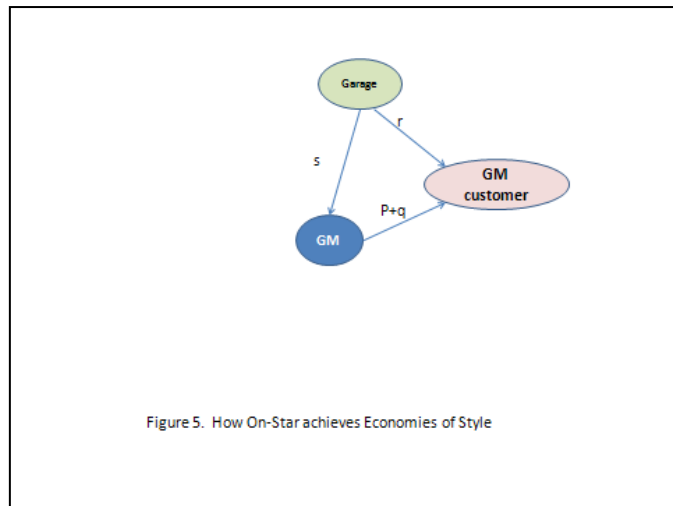 Garage
r
s
GM
customer
P+q
GM
Figure 5. How On-Star achieves Economies of Style